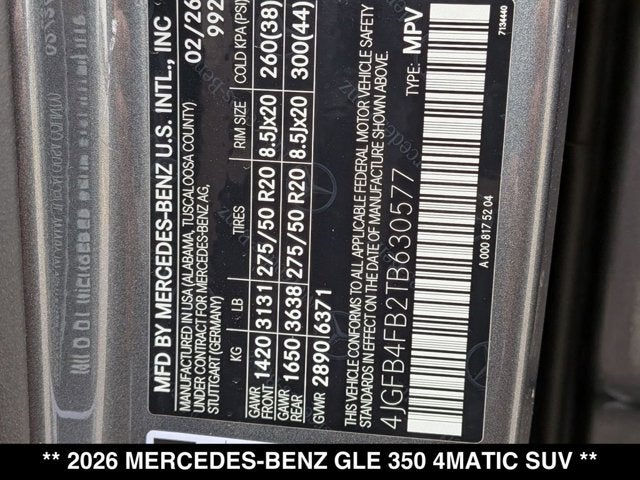 MFD BY MERCEDES-BENZ U.S. INTL., INC
MANUFACTURED IN USA (ALABAMA, TUSCALOOSA COUNTY)
UNDER CONTRACT FOR MERCEDES-BENZ AG,
STUTTGART (GERMANY)
02/26
992
KG LB TIRES RIM SIZE COLD KPA (PSI)
GAWR FRONT 1420 3131 275/50 R20 8.5Jx20 260(38)
GAWR REAR 1650 3638 275/50 R20 8.5Jx20 300(44)
GVWR 2890 6371
THIS VEHICLE CONFORMS TO ALL APPLICABLE FEDERAL MOTOR VEHICLE SAFETY
STANDARDS IN EFFECT ON THE DATE OF MANUFACTURE SHOWN ABOVE.
4JGFB4FB2TB630577 TYPE: MPV
A 000 817 52 04
7134440
** 2026 MERCEDES-BENZ GLE 350 4MATIC SUV **